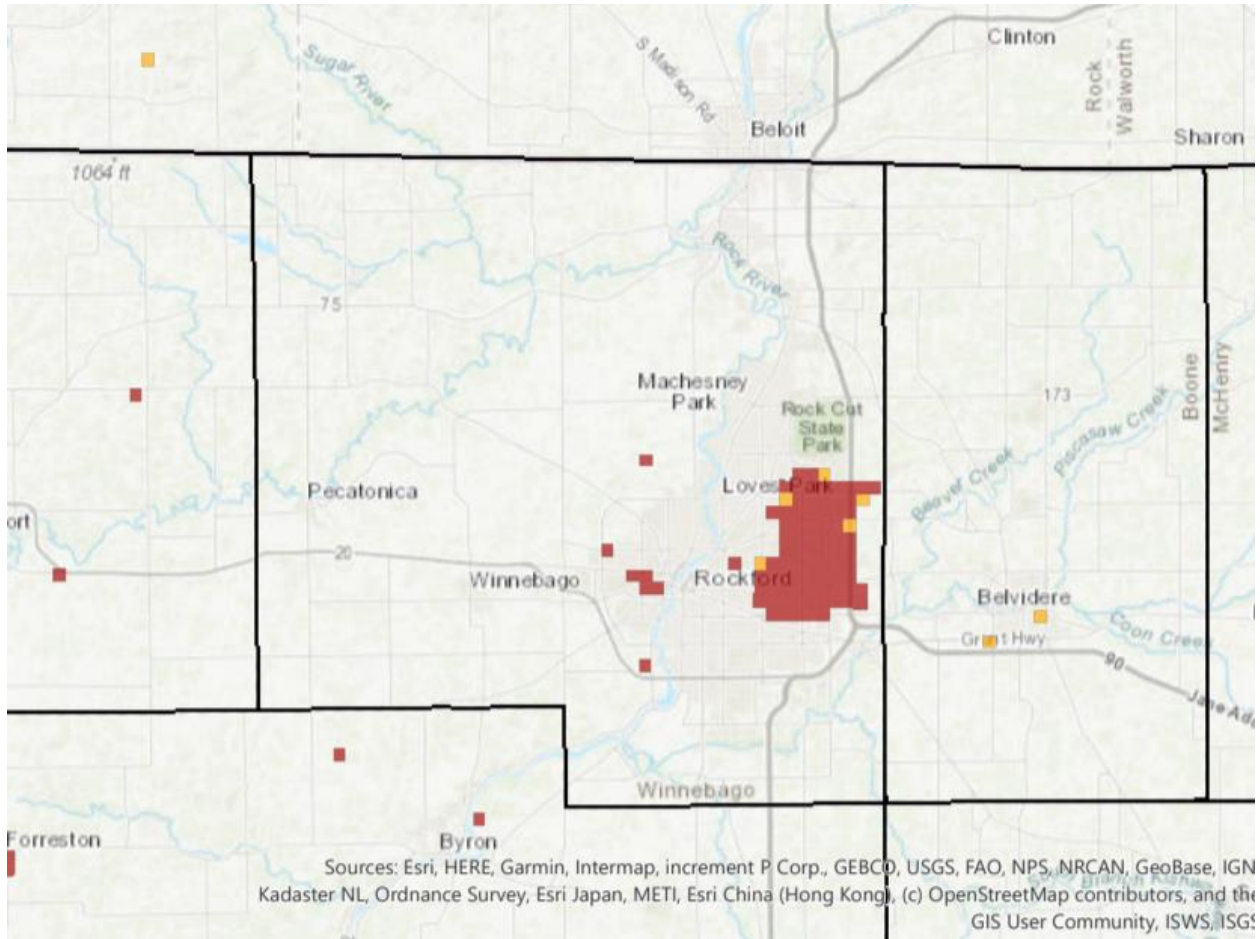 Clinton
S Madison Rd
Sugar River
Rock
Walworth
Beloit
Sharon
1064 ft
Rock River
75
Machesney
Park
Rock Cut
State
Park
173
Boone
McHenry
Piscasaw Creek
Beaver Creek
Pecatonica
Loves Park
ort
20
Winnebago
Rockford
Belvidere
Coon Creek
Grant Hwy
90
Jane Add
Winnebago
Forreston
Byron
Sources: Esri, HERE, Garmin, Intermap, increment P Corp., GEBCO, USGS, FAO, NPS, NRCAN, GeoBase, IGN,
Kadaster NL, Ordnance Survey, Esri Japan, METI, Esri China (Hong Kong), (c) OpenStreetMap contributors, and the
GIS User Community, ISWS, ISGS